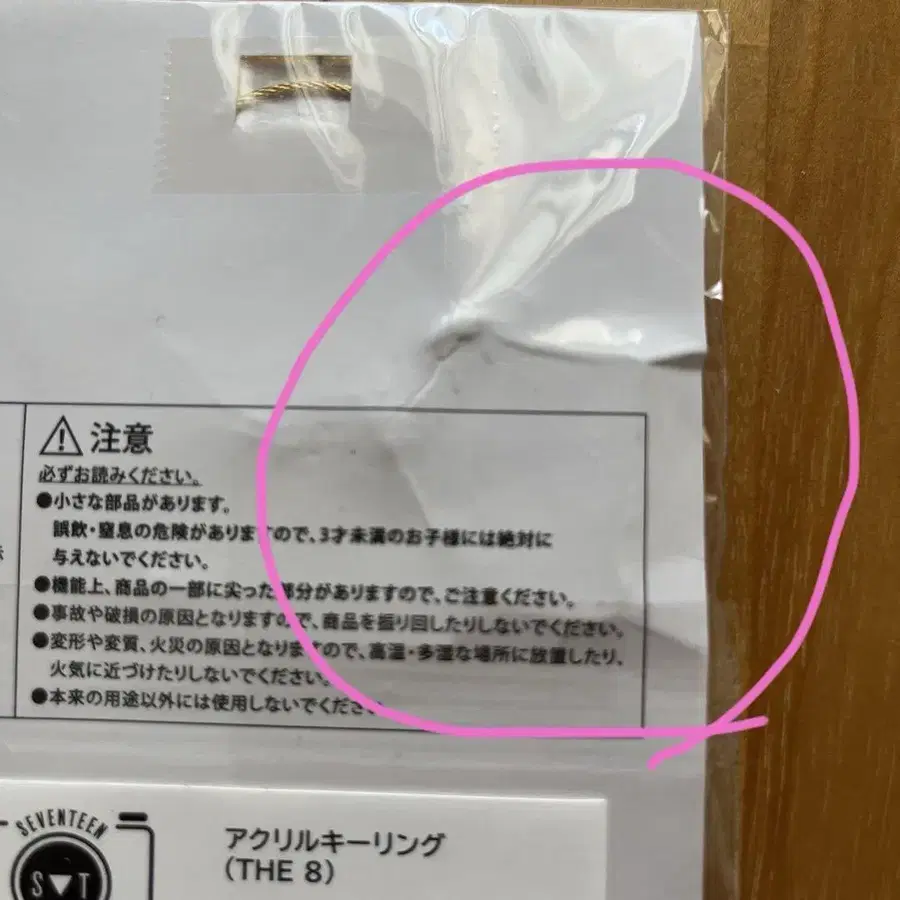 注意
必ずお読みください。
●小さな部品があります。
誤飲・窒息の危険がありますので、3才未満のお子様には絶対に
与えないでください。
●機能上、商品の一部に尖った部分がありますので、ご注意ください。
●事故や破損の原因となりますので、商品を振り回したりしないでください。
●変形や変質、火災の原因となりますので、高温・多湿な場所に放置したり、
火気に近づけたりしないでください。
●本来の用途以外には使用しないでください。
SEVENTEEN
S▼T
アクリルキーリング
(THE 8)